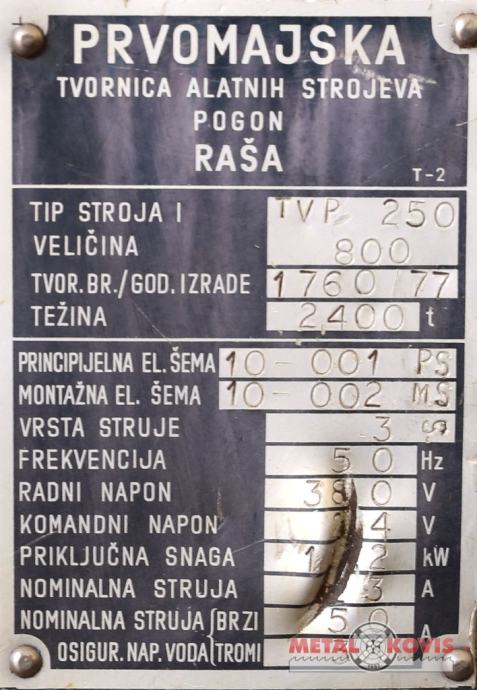 PRVOMAJSKA
TVORNICA ALATNIH STROJEVA
POGON
RAŠA
T-2
TIP STROJA I TVP 250
VELIČINA 800
TVOR.BR./GOD.IZRADE 1760/77
TEŽINA 2,400 t
PRINCIPIJELNA EL. ŠEMA 10-001 PS
MONTAŽNA EL. ŠEMA 10-002 MS
VRSTA STRUJE 3
FREKVENCIJA 50 Hz
RADNI NAPON 380 V
KOMANDNI NAPON V
PRIKLJUČNA SNAGA kW
NOMINALNA STRUJA A
NOMINALNA STRUJA BRZI A
OSIGUR. NAP. VODA TROMI
METAL KOVIS